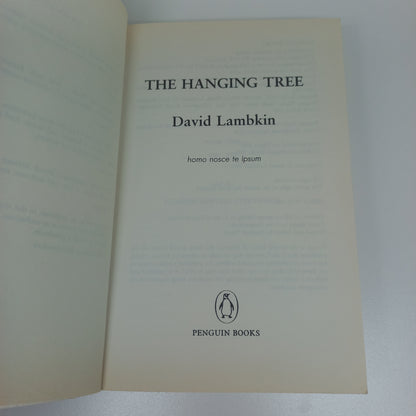 THE HANGING TREE
David Lambkin
homo nosce te ipsum
PENGUIN BOOKS